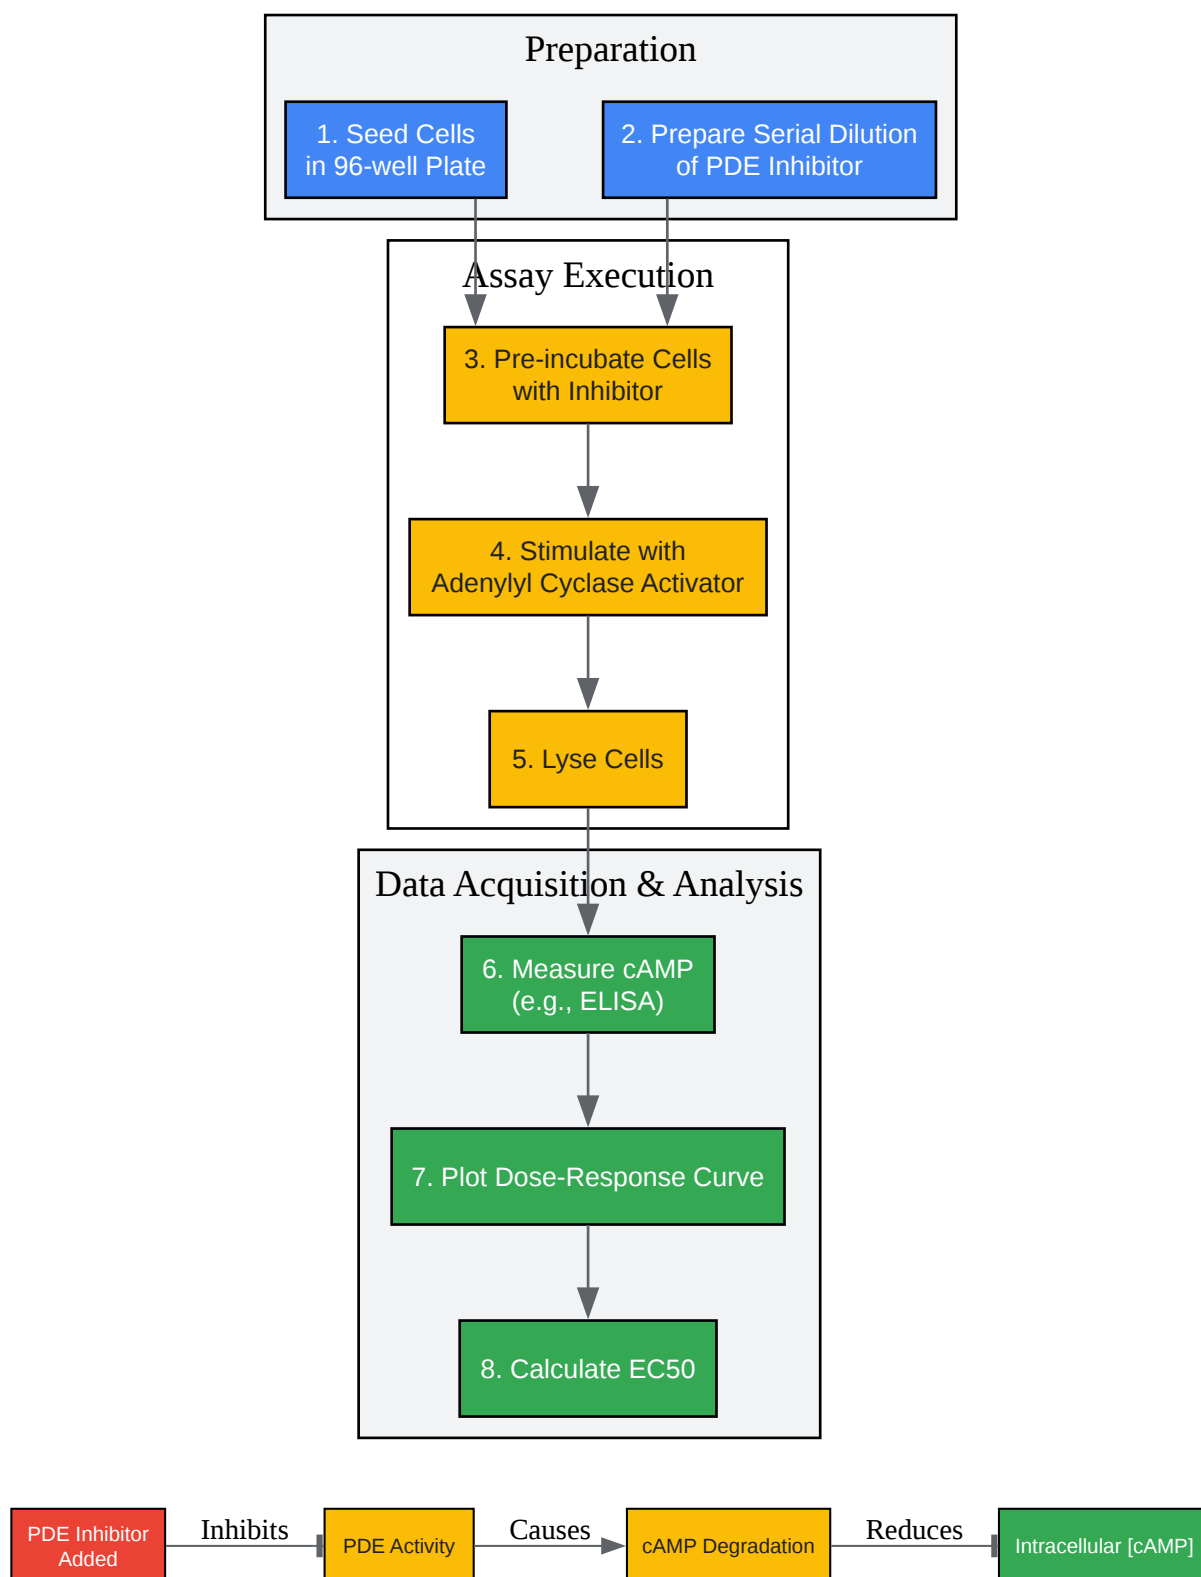 Preparation
1. Seed Cells
in 96-well Plate
2. Prepare Serial Dilution
of PDE Inhibitor
Assay Execution
3. Pre-incubate Cells
with Inhibitor
4. Stimulate with
Adenylyl Cyclase Activator
5. Lyse Cells
Data Acquisition & Analysis
6. Measure cAMP
(e.g., ELISA)
7. Plot Dose-Response Curve
8. Calculate EC50
PDE Inhibitor
Added
Inhibits
PDE Activity
Causes
cAMP Degradation
Reduces
Intracellular [cAMP]